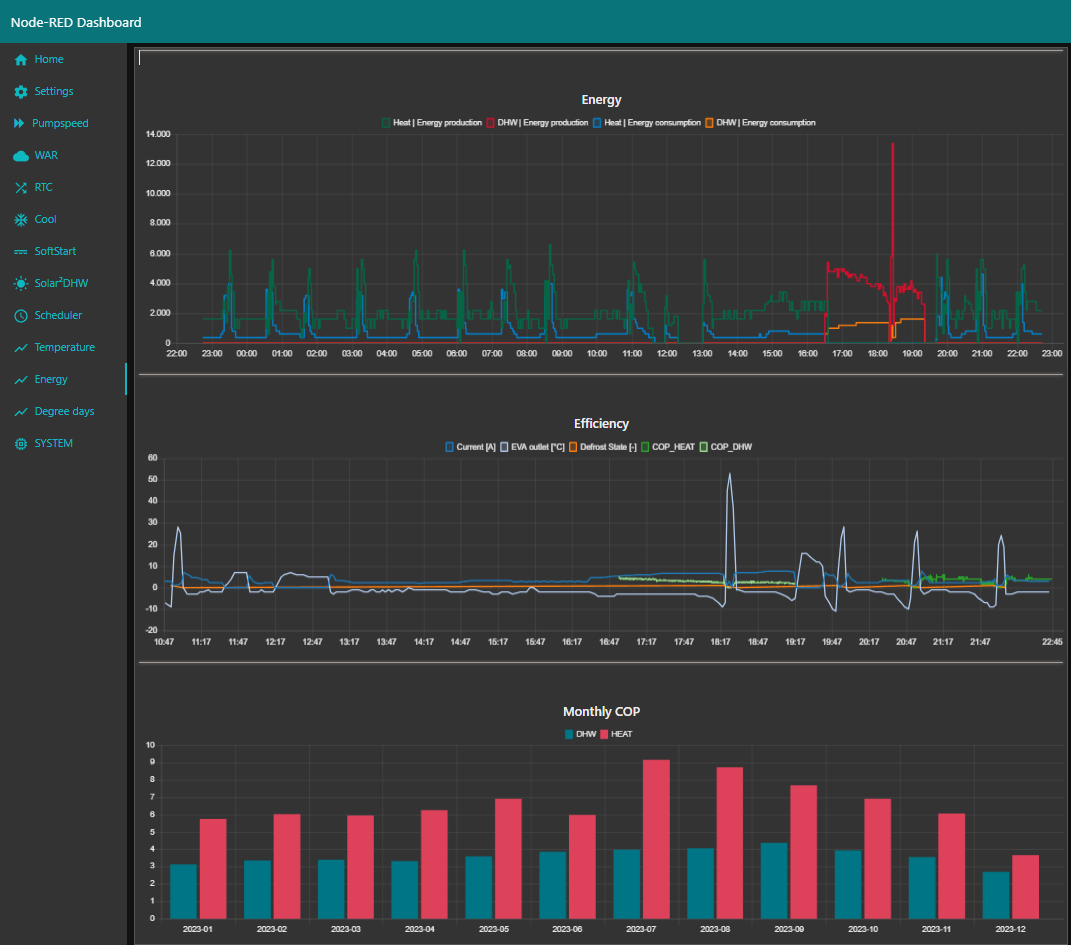 Node-RED Dashboard
Home
Settings
Pumpspeed
WAR
RTC
Cool
SoftStart
Solar²DHW
Scheduler
Temperature
Energy
Degree days
SYSTEM
Energy
Heat | Energy production DHW | Energy production Heat | Energy consumption DHW | Energy consumption
14.000
12.000
10.000
8.000
6.000
4.000
2.000
0
22:00 23:00 00:00 01:00 02:00 03:00 04:00 05:00 06:00 07:00 08:00 09:00 10:00 11:00 12:00 13:00 14:00 15:00 16:00 17:00 18:00 19:00 20:00 21:00 22:00 23:00
Efficiency
Current [A] EVA outlet [°C] Defrost State [-] COP_HEAT COP_DHW
60
50
40
30
20
10
0
-10
-20
10:47 11:17 11:47 12:17 12:47 13:17 13:47 14:17 14:47 15:17 15:47 16:17 16:47 17:17 17:47 18:17 18:47 19:17 19:47 20:17 20:47 21:17 21:47 22:45
Monthly COP
DHW HEAT
10
9
8
7
6
5
4
3
2
1
0
2023-01 2023-02 2023-03 2023-04 2023-05 2023-06 2023-07 2023-08 2023-09 2023-10 2023-11 2023-12